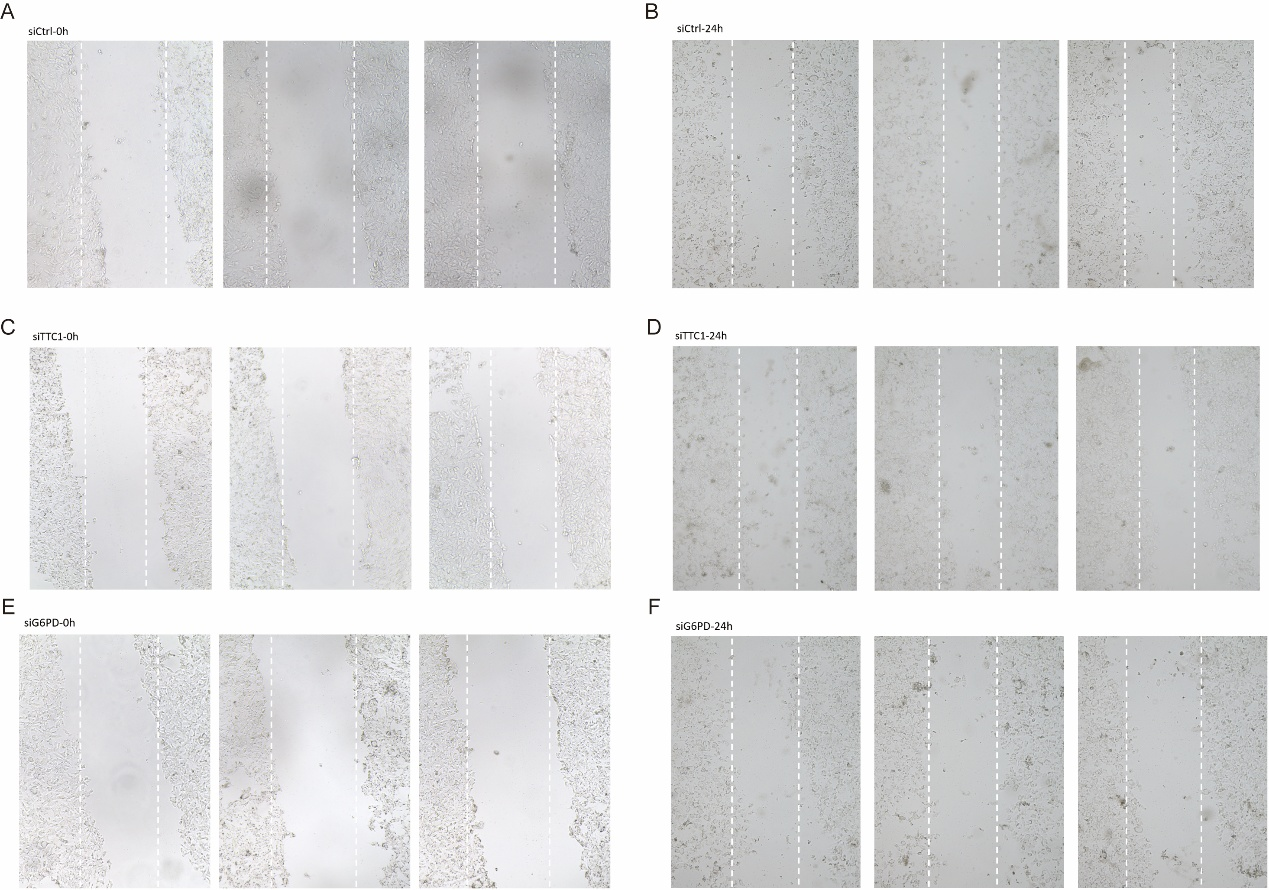 A
siCtrl-0h
B
siCtrl-24h
C
siTTC1-0h
D
siTTC1-24h
E
siG6PD-0h
F
siG6PD-24h